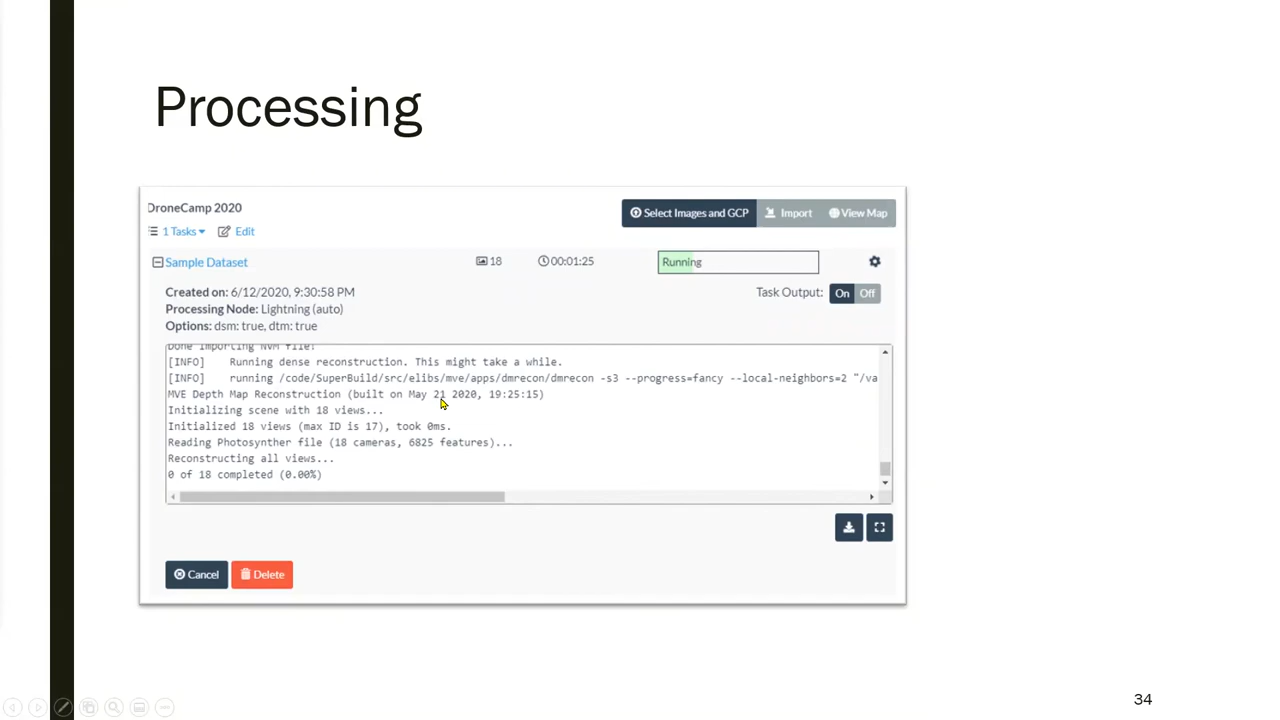 Processing
DroneCamp 2020
Select Images and GCP Import View Map
1 Tasks Edit
Sample Dataset 18 00:01:25 Running
Created on: 6/12/2020, 9:30:58 PM Task Output: On Off
Processing Node: Lightning (auto)
Options: dsm: true, dtm: true
Done importing NVM file!
[INFO] Running dense reconstruction. This might take a while.
[INFO] running /code/SuperBuild/src/elibs/mve/apps/dmrecon/dmrecon -s3 --progress=fancy --local-neighbors=2 "/va
MVE Depth Map Reconstruction (built on May 21 2020, 19:25:15)
Initializing scene with 18 views...
Initialized 18 views (max ID is 17), took 0ms.
Reading Photosynther file (18 cameras, 6825 features)...
Reconstructing all views...
0 of 18 completed (0.00%)
Cancel Delete
34